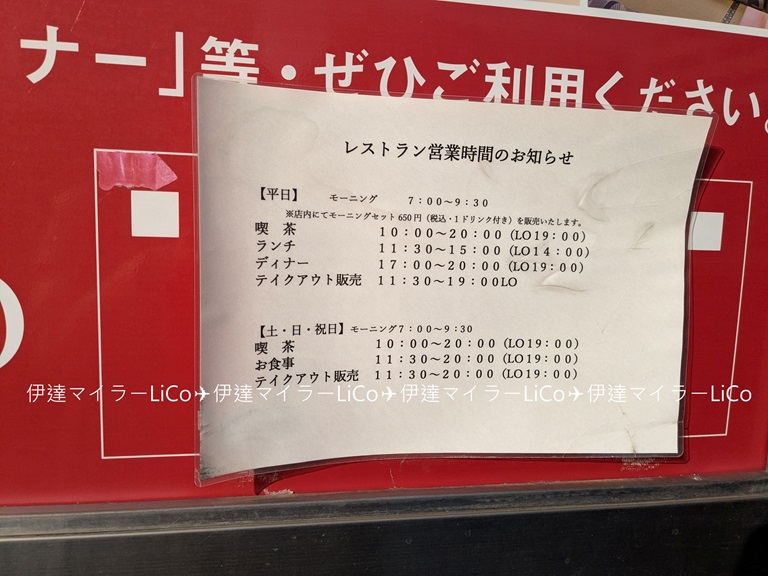 ナー」等・ぜひご利用ください。
レストラン営業時間のお知らせ
【平日】 モーニング 7：00～9：30
※店内にてモーニングセット650円（税込・1ドリンク付き）を販売いたします。
喫 茶 10：00～20：00（LO19：00）
ランチ 11：30～15：00（LO14：00）
ディナー 17：00～20：00（LO19：00）
テイクアウト販売 11：30～19：00LO
【土・日・祝日】モーニング7：00～9：30
喫 茶 10：00～20：00（LO19：00）
お食事 11：30～20：00（LO19：00）
テイクアウト販売 11：30～20：00（LO19：00）
伊達マイラーLiCo✈伊達マイラーLiCo✈伊達マイラーLiCo✈伊達マイラーLiCo